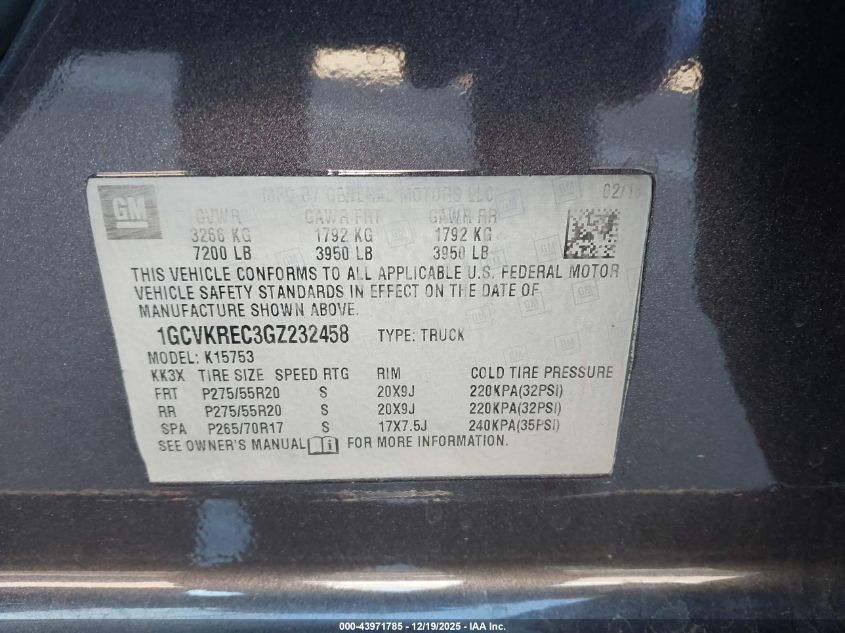 GM
MFD BY GENERAL MOTORS LLC
GVWR GAWR FRT GAWR RR
3266 KG 1792 KG 1792 KG
7200 LB 3950 LB 3950 LB
THIS VEHICLE CONFORMS TO ALL APPLICABLE U.S. FEDERAL MOTOR
VEHICLE SAFETY STANDARDS IN EFFECT ON THE DATE OF
MANUFACTURE SHOWN ABOVE.
1GCVKREC3GZ232458 TYPE: TRUCK
MODEL: K15753
KK3X TIRE SIZE SPEED RTG RIM COLD TIRE PRESSURE
FRT P275/55R20 S 20X9J 220KPA(32PSI)
RR P275/55R20 S 20X9J 220KPA(32PSI)
SPA P265/70R17 S 17X7.5J 240KPA(35PSI)
SEE OWNER'S MANUAL FOR MORE INFORMATION.
000-43971785 - 12/19/2025 - IAA Inc.